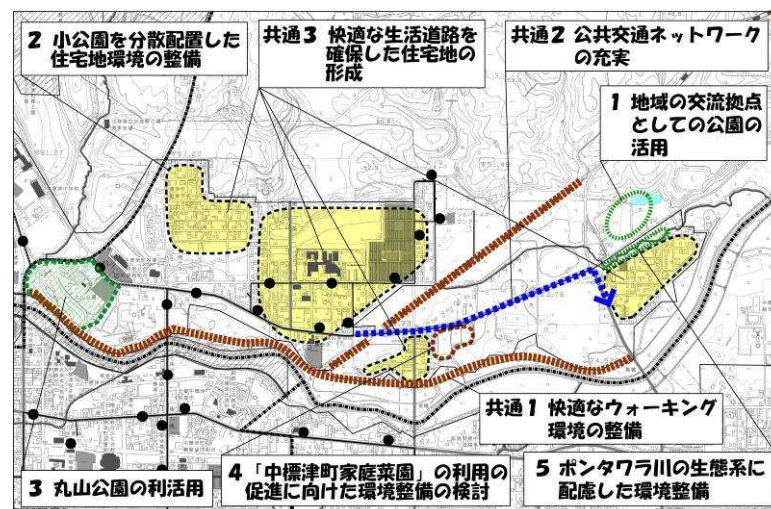 2 小公園を分散配置した
住宅地環境の整備
共通3 快適な生活道路を
確保した住宅地の
形成
共通2 公共交通ネットワーク
の充実
1 地域の交流拠点
としての公園の
活用
共通1 快適なウォーキング
環境の整備
3 丸山公園の利活用
4 「中標津町家庭菜園」の利用の
促進に向けた環境整備の検討
5 ポンタワラ川の生態系に
配慮した環境整備